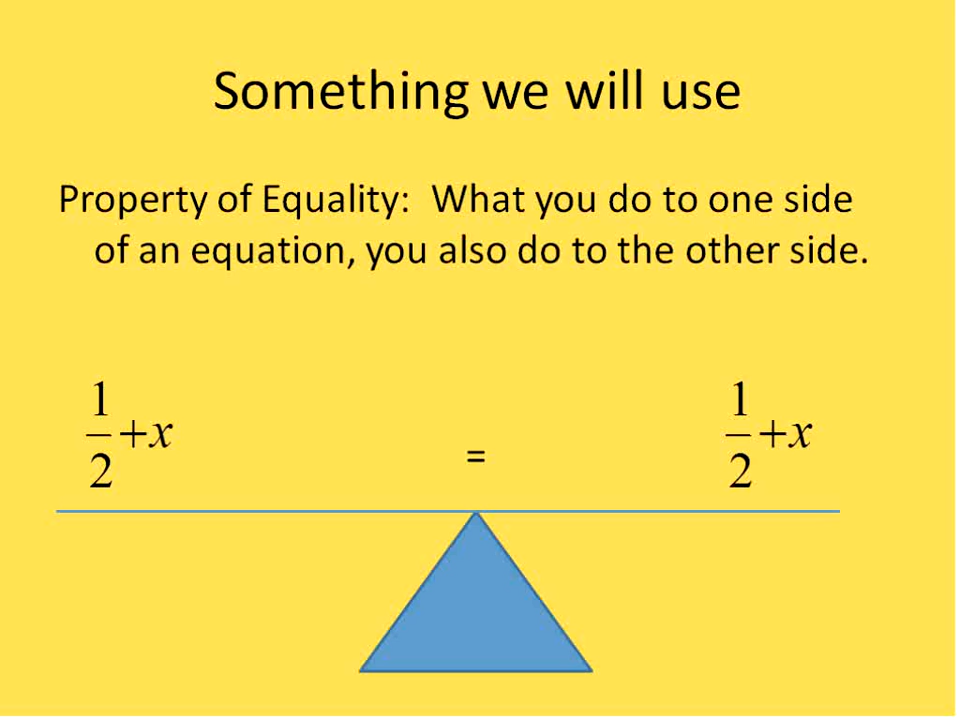 Something we will use
Property of Equality: What you do to one side
of an equation, you also do to the other side.
1/2 +x = 1/2 +x